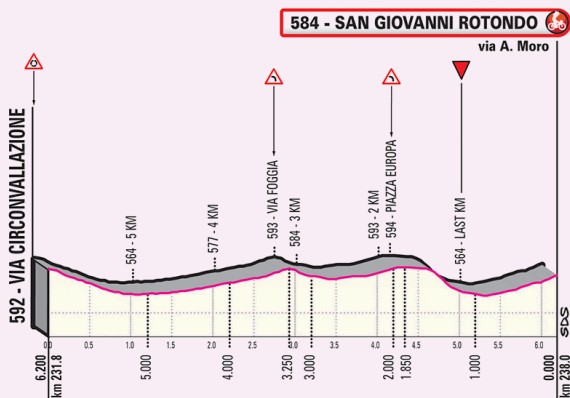 584 - SAN GIOVANNI ROTONDO
via A. Moro
592 - VIA CIRCONVALLAZIONE
564 - 5 KM
577 - 4 KM
593 - VIA FOGGIA
584 - 3 KM
593 - 2 KM
594 - PIAZZA EUROPA
564 - LAST KM
SDS
0.0 0.5 1.0 1.5 2.0 2.5 3.0 3.5 4.0 4.5 5.0 5.5 6.0
6.200 5.000 4.000 3.250 3.000 2.000 1.850 1.000 0.000
km 231.8 km 238.0